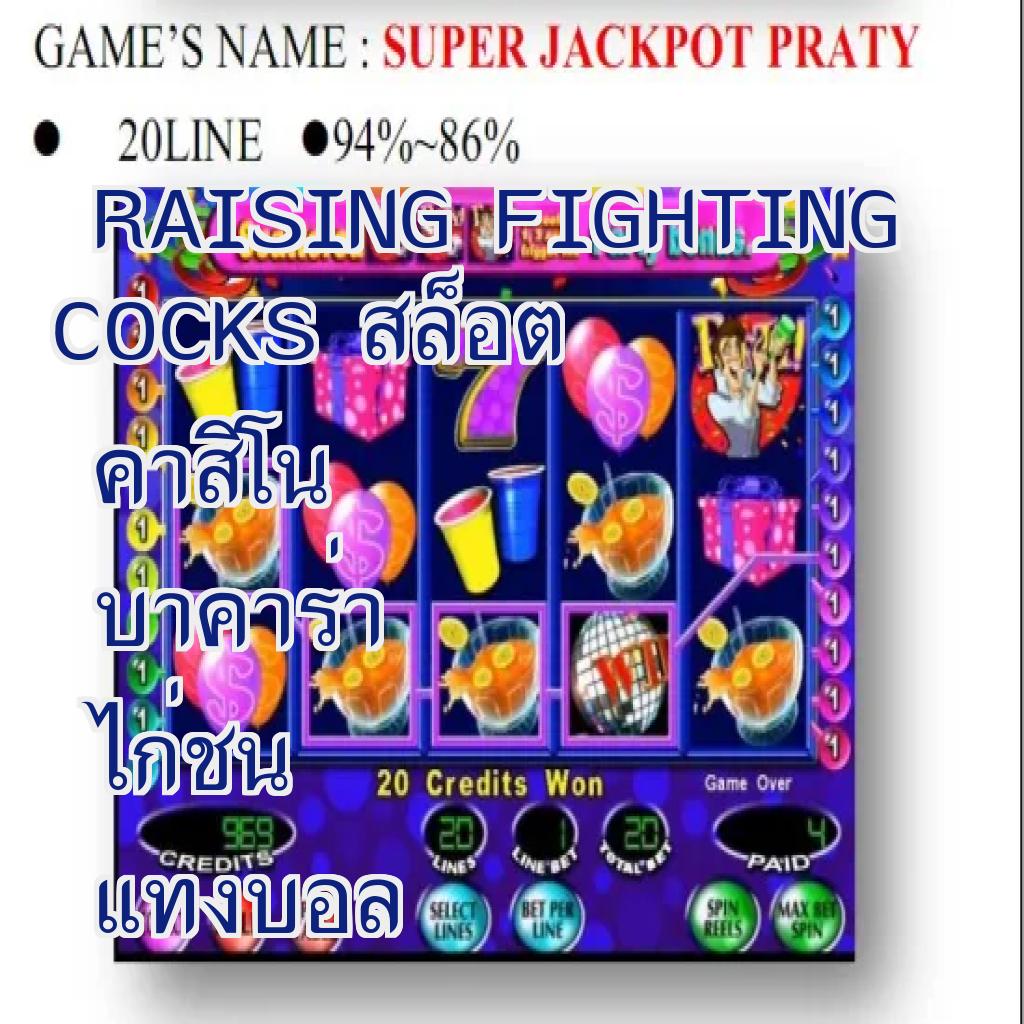 GAME'S NAME : SUPER JACKPOT PRATY
● 20LINE ●94%~86%
RAISING FIGHTING
COCKS สล็อต
คาสิโน
บาคาร่า
ไก่ชน
แทงบอล
7
WILD
20 Credits Won
Game Over
969
CREDITS
20
LINES
1
LINE BET
20
TOTAL BET
4
PAID
SELECT LINES
BET PER LINE
SPIN REELS
MAX BET SPIN